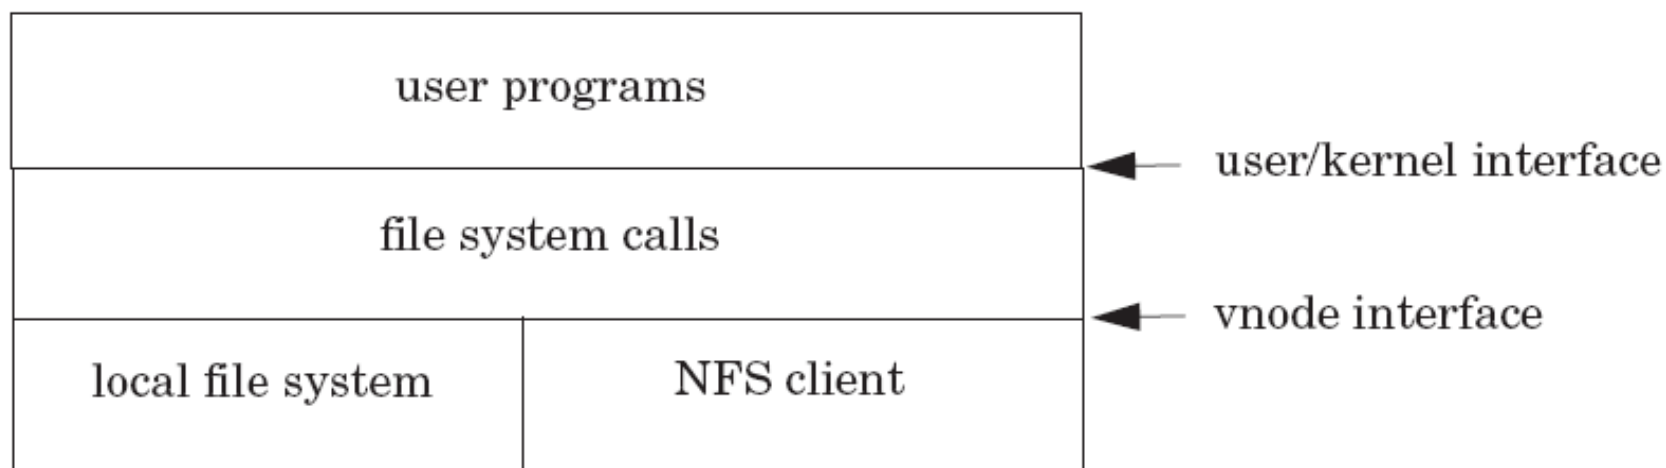 user programs
user/kernel interface
file system calls
vnode interface
local file system
NFS client